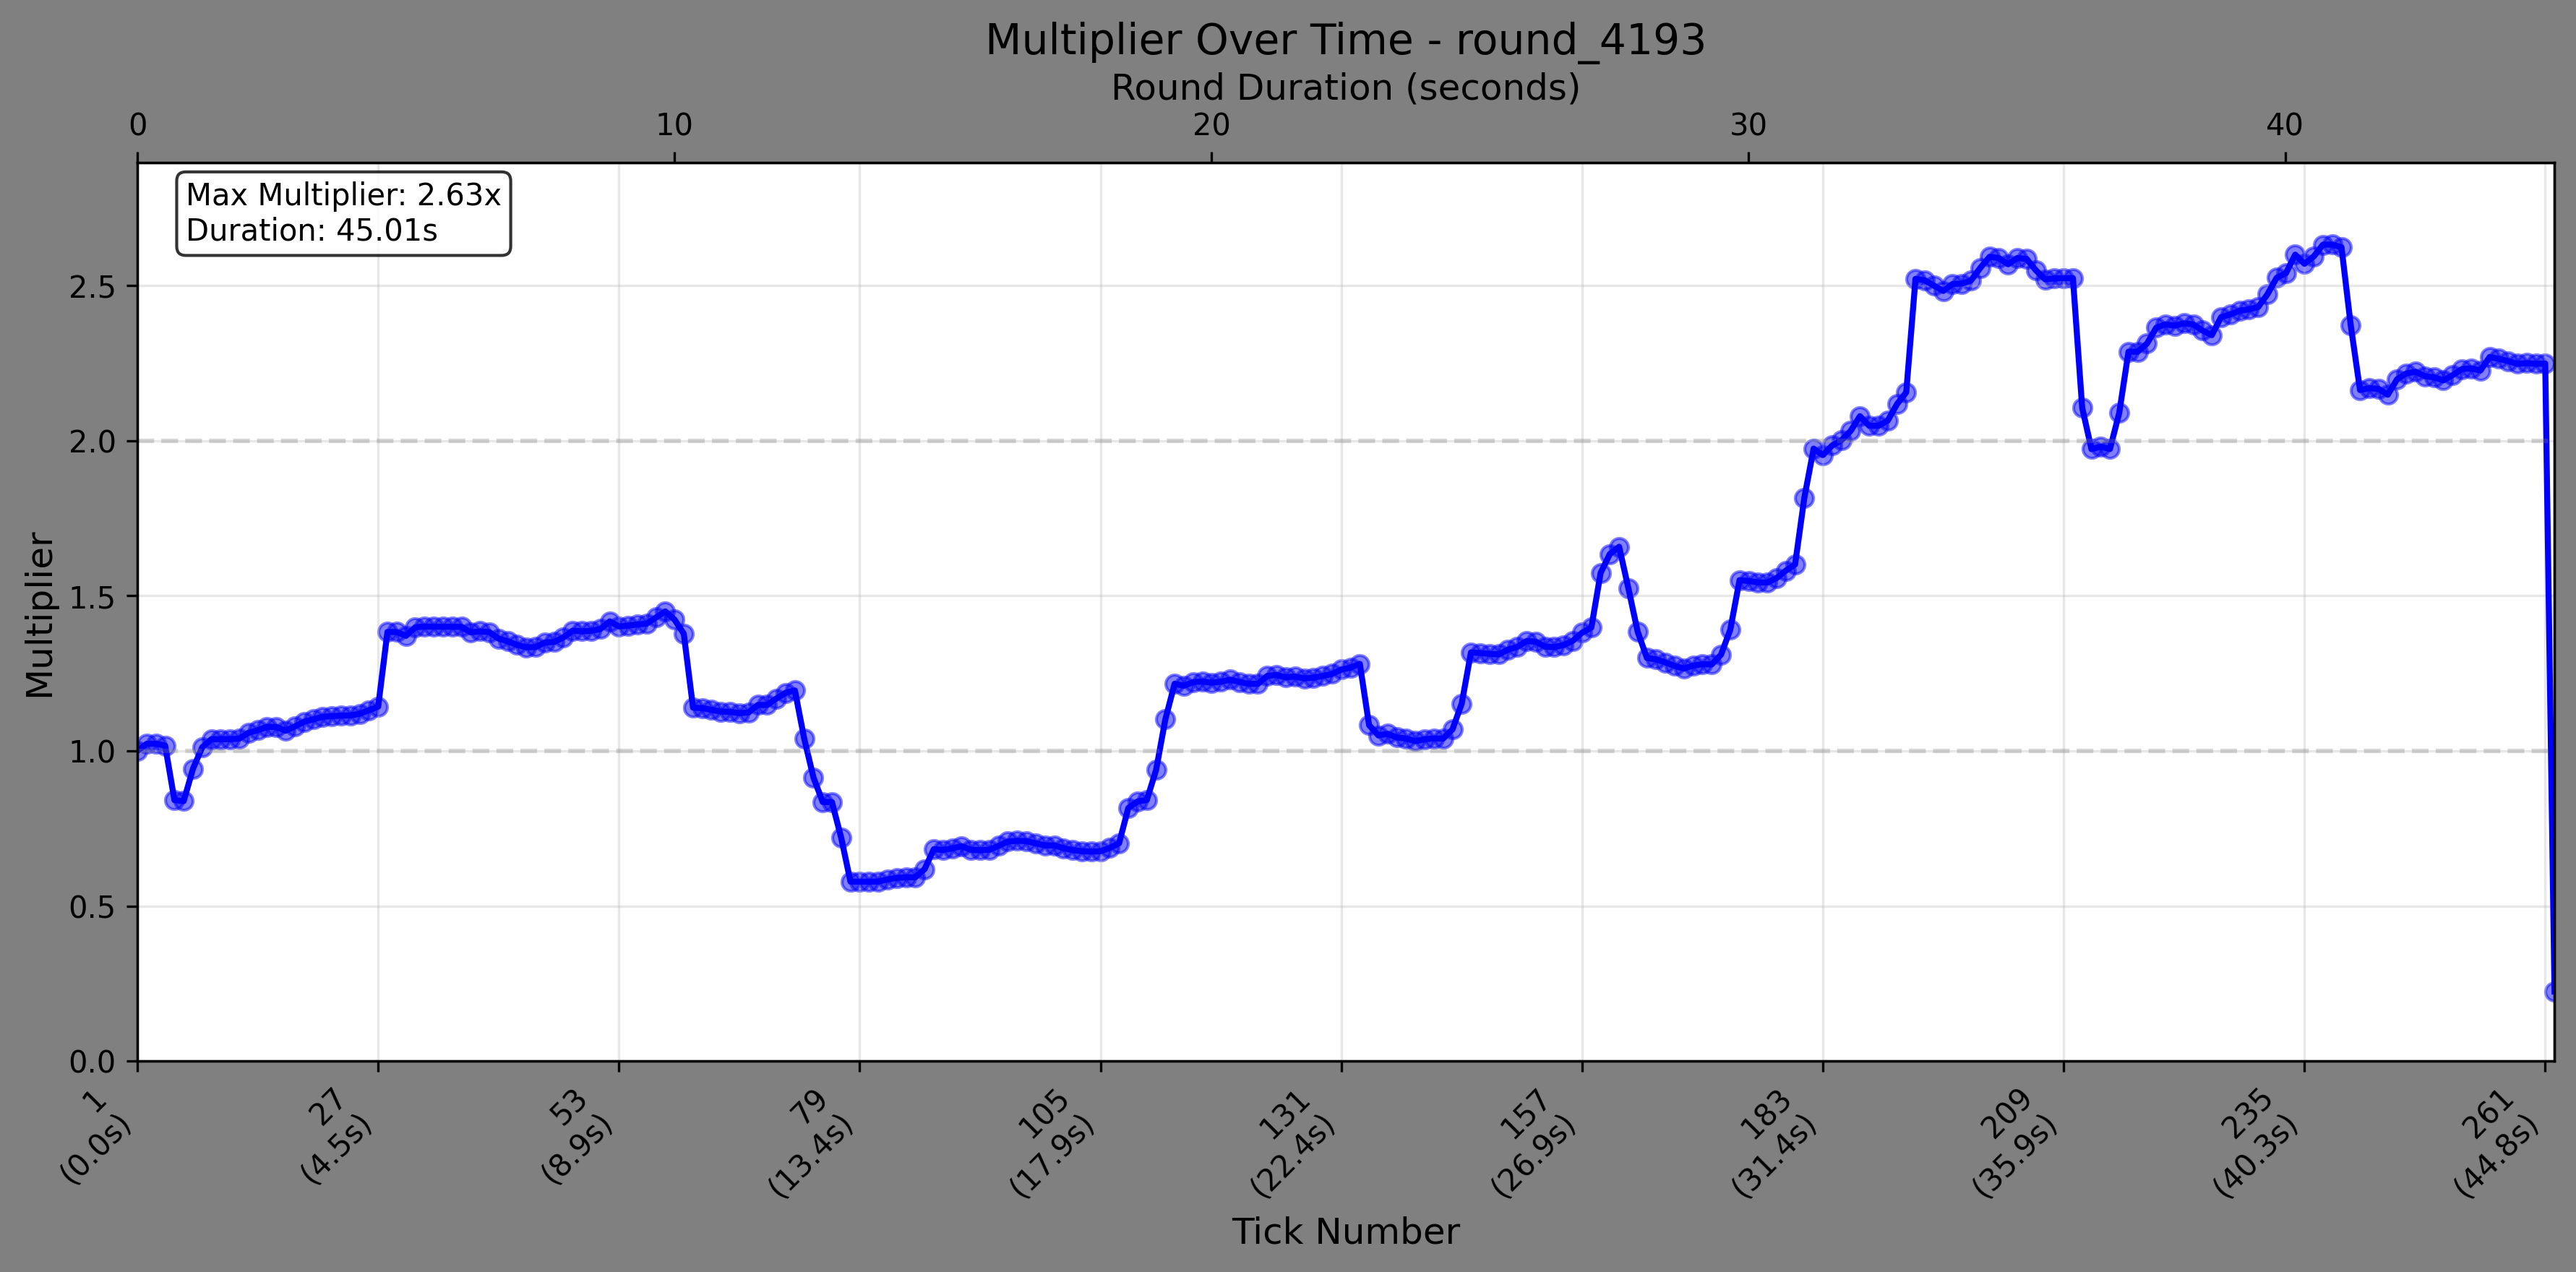 Multiplier Over Time - round_4193
Round Duration (seconds)
0 10 20 30 40
Max Multiplier: 2.63x
Duration: 45.01s
Multiplier
2.5
2.0
1.5
1.0
0.5
0.0
1
(0.0s)
27
(4.5s)
53
(8.9s)
79
(13.4s)
105
(17.9s)
131
(22.4s)
157
(26.9s)
183
(31.4s)
209
(35.9s)
235
(40.3s)
261
(44.8s)
Tick Number